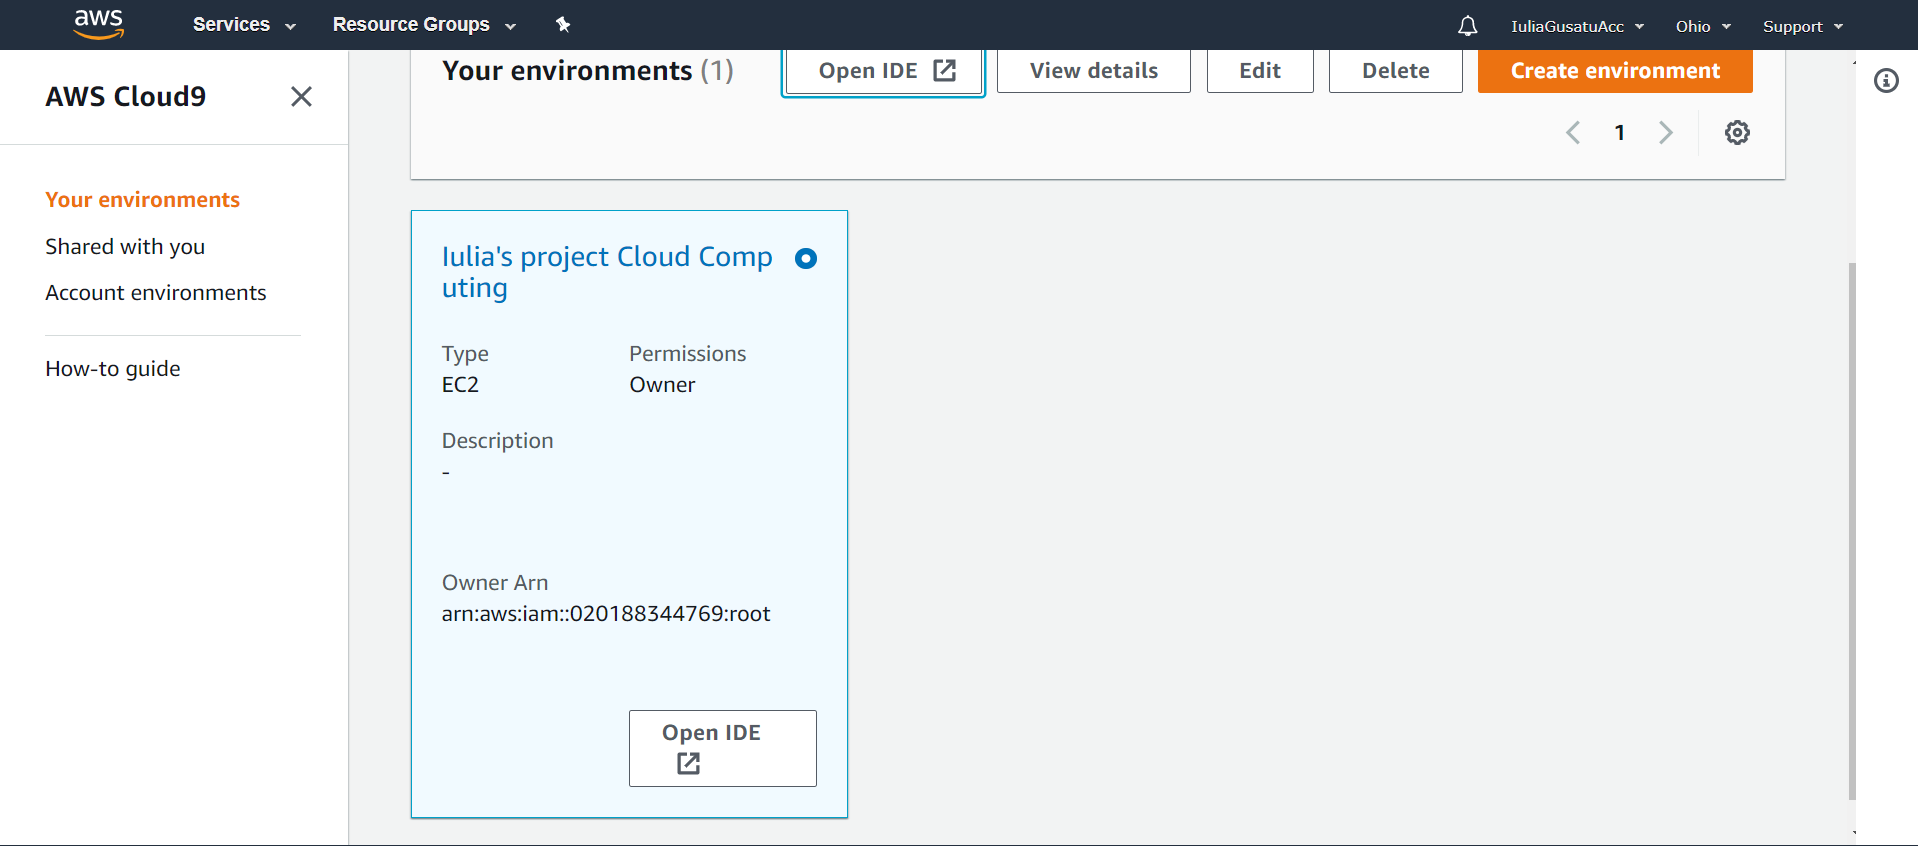 aws Services Resource Groups IuliaGusatuAcc Ohio Support
AWS Cloud9
Your environments
Shared with you
Account environments
How-to guide
Your environments (1) Open IDE View details Edit Delete Create environment
1
Iulia's project Cloud Comp
uting
Type Permissions
EC2 Owner
Description
-
Owner Arn
arn:aws:iam::020188344769:root
Open IDE